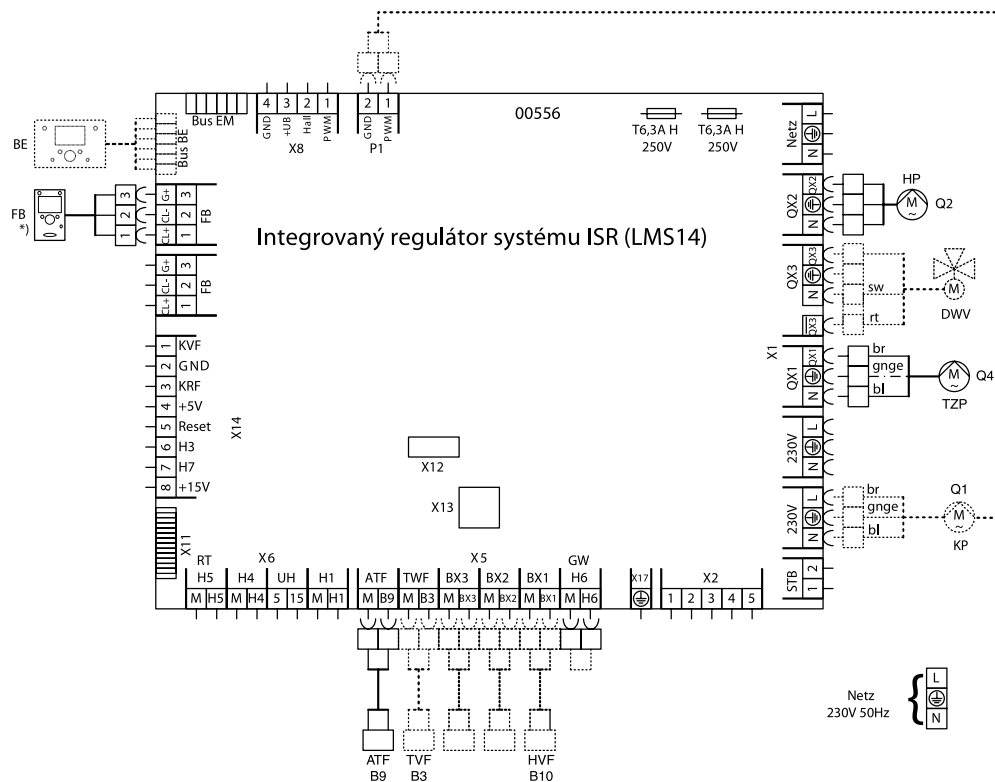 00556
T6,3A H
250V
T6,3A H
250V
Bus EM
4 3 2 1
GND +UB Hall PWM
X8
2 1
GND PWM
P1
BE
Bus BE
FB
*)
3
2
1
G+ 3
CL- 2
CL+ 1
FB
G+ 3
CL- 2
CL+ 1
FB
Integrovaný regulátor systému ISR (LMS14)
1 KVF
2 GND
3 KRF
4 +5V
5 Reset
6 H3
7 H7
8 +15V
X14
X11
X12
X13
Netz
L
N
QX2
QX2
N
HP
M
~
Q2
QX3
QX3
N
QX3
sw
rt
M
DWV
X1
QX1
QX1
N
br
gnge
bl
M
~
Q4
TZP
230V
L
N
230V
L
N
br
gnge
bl
Q1
M
~
KP
STB
2
1
RT X6 X5 GW
H5 H4 UH H1 ATF TWF BX3 BX2 BX1 H6
M H5 M H4 5 15 M H1 M B9 M B3 M BX3 M BX2 M BX1 M H6
X17
X2
1 2 3 4 5
ATF
B9
TVF
B3
HVF
B10
Netz
230V 50Hz
{
L
N